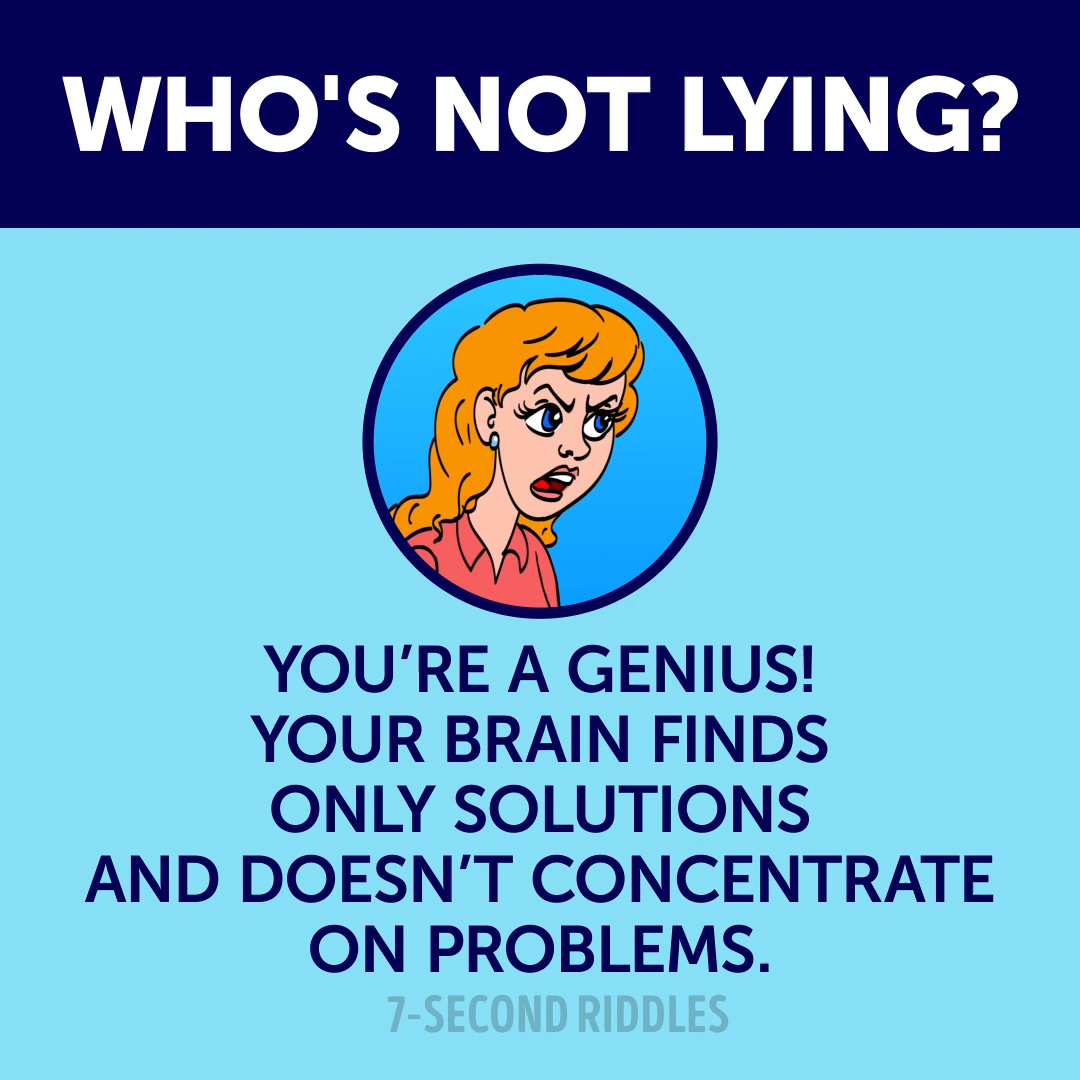 WHO'S NOT LYING?
YOU’RE A GENIUS!
YOUR BRAIN FINDS
ONLY SOLUTIONS
AND DOESN’T CONCENTRATE
ON PROBLEMS.
7-SECOND RIDDLES